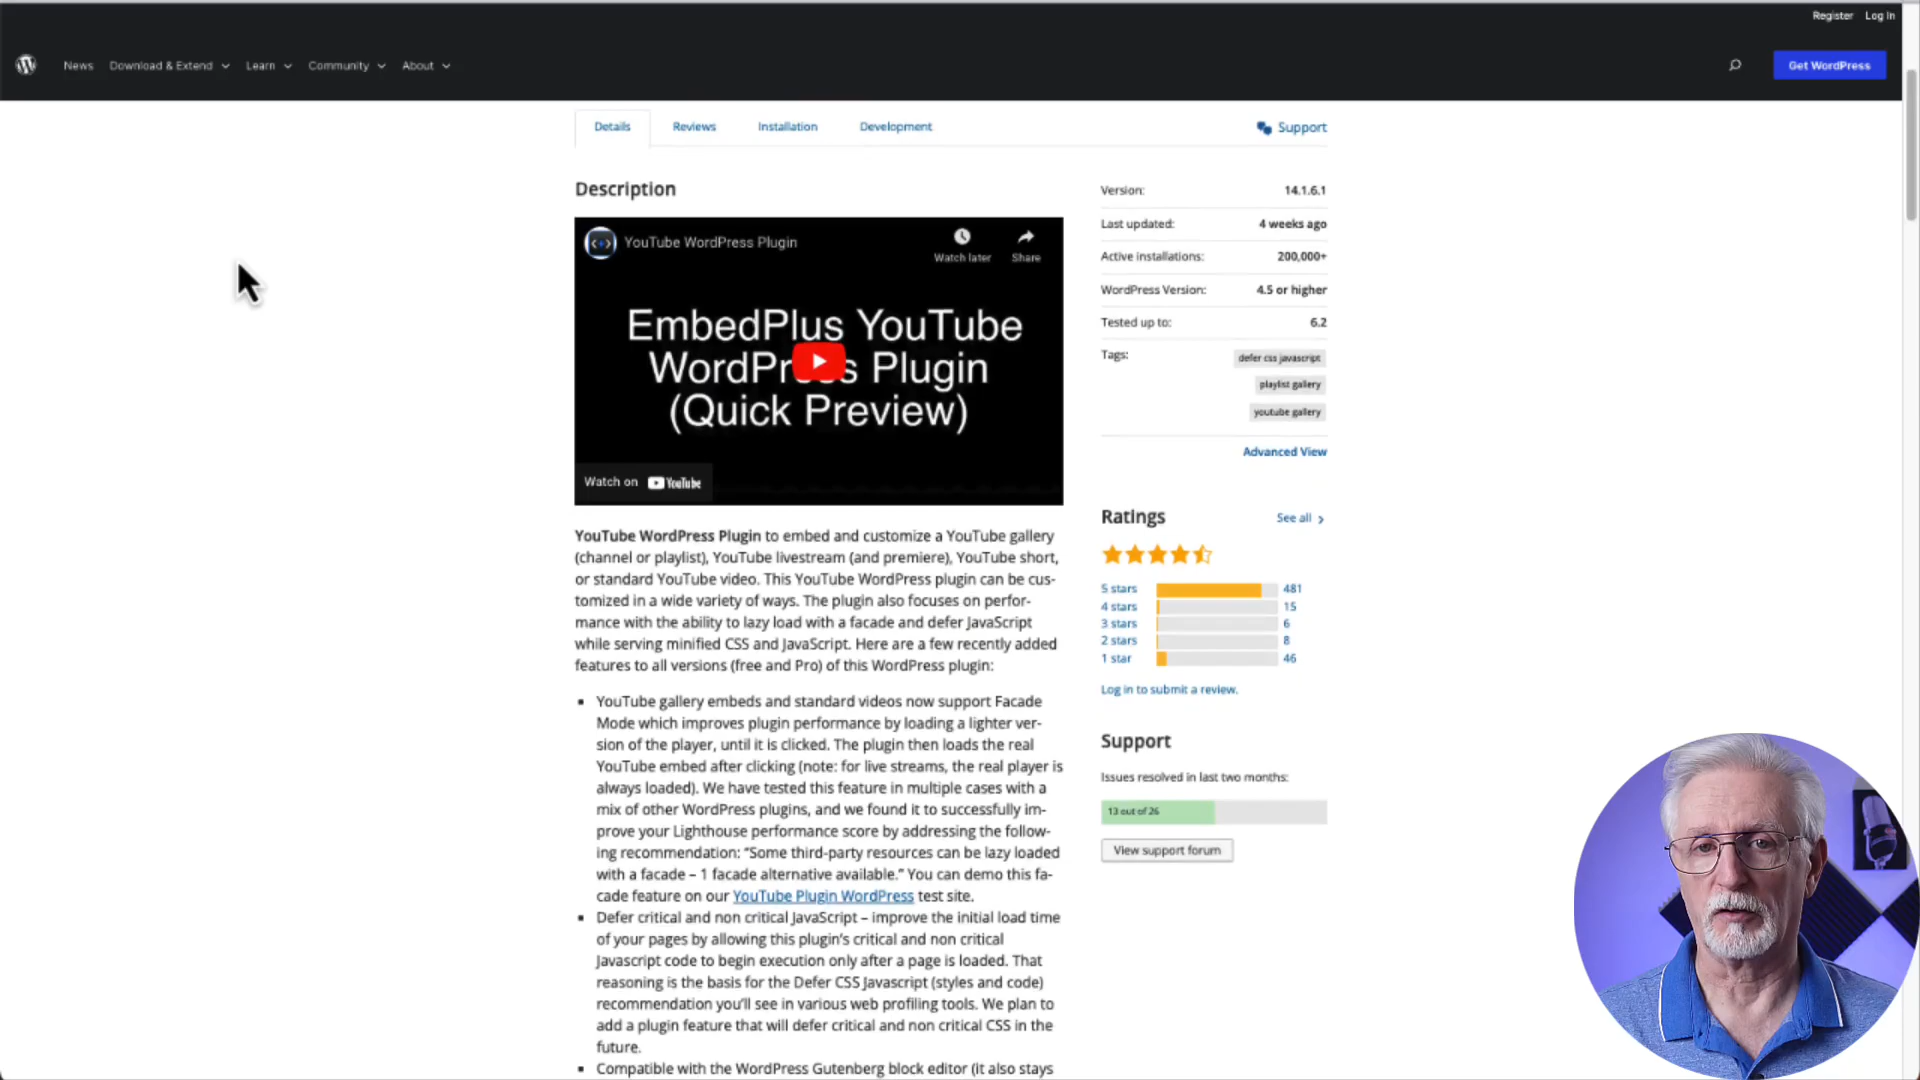 Register Log In
News Download & Extend Learn Community About
Get WordPress
Details Reviews Installation Development
Support
Description
YouTube WordPress Plugin
Watch later Share
EmbedPlus YouTube
WordPress Plugin
(Quick Preview)
Watch on YouTube
YouTube WordPress Plugin to embed and customize a YouTube gallery
(channel or playlist), YouTube livestream (and premiere), YouTube short,
or standard YouTube video. This YouTube WordPress plugin can be cus-
tomized in a wide variety of ways. The plugin also focuses on perfor-
mance with the ability to lazy load with a facade and defer JavaScript
while serving minified CSS and JavaScript. Here are a few recently added
features to all versions (free and Pro) of this WordPress plugin:
▪ YouTube gallery embeds and standard videos now support Facade
Mode which improves plugin performance by loading a lighter ver-
sion of the player, until it is clicked. The plugin then loads the real
YouTube embed after clicking (note: for live streams, the real player is
always loaded). We have tested this feature in multiple cases with a
mix of other WordPress plugins, and we found it to successfully im-
prove your Lighthouse performance score by addressing the follow-
ing recommendation: “Some third-party resources can be lazy loaded
with a facade – 1 facade alternative available.” You can demo this fa-
cade feature on our YouTube Plugin WordPress test site.
▪ Defer critical and non critical JavaScript – improve the initial load time
of your pages by allowing this plugin’s critical and non critical
Javascript code to begin execution only after a page is loaded. That
reasoning is the basis for the Defer CSS Javascript (styles and code)
recommendation you’ll see in various web profiling tools. We plan to
add a plugin feature that will defer critical and non critical CSS in the
future.
▪ Compatible with the WordPress Gutenberg block editor (it also stays
Version: 14.1.6.1
Last updated: 4 weeks ago
Active installations: 200,000+
WordPress Version: 4.5 or higher
Tested up to: 6.2
Tags: defer css javascript
playlist gallery
youtube gallery
Advanced View
Ratings See all
5 stars 481
4 stars 15
3 stars 6
2 stars 8
1 star 46
Log in to submit a review.
Support
Issues resolved in last two months:
13 out of 26
View support forum